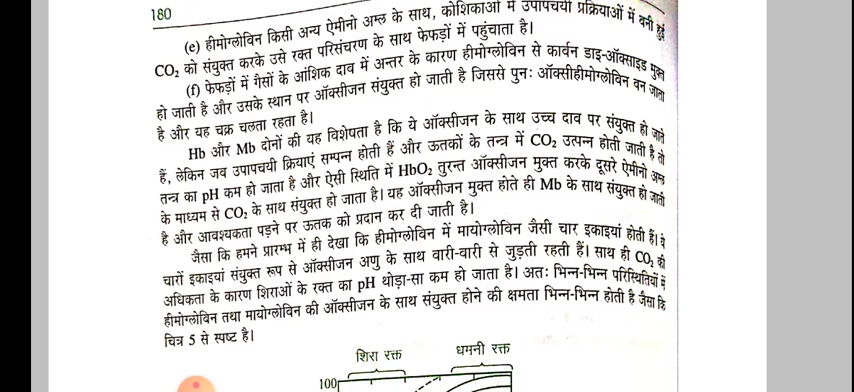 180
(e) हीमोग्लोविन किसी अन्य ऐमीनो अम्ल के साथ, कोशिकाओं में उपापचयी प्रक्रियाओं में वनी हुई
CO₂ को संयुक्त करके उसे रक्त परिसंचरण के साथ फेफड़ों में पहुंचाता है।
(f) फेफड़ों में गैसों के आंशिक दाव में अन्तर के कारण हीमोग्लोविन से कार्वन डाइ-ऑक्साइड मुक्त
हो जाती है और उसके स्थान पर ऑक्सीजन संयुक्त हो जाती है जिससे पुनः ऑक्सीहीमोग्लोविन वन जाता
है और यह चक्र चलता रहता है।
Hb और Mb दोनों की यह विशेषता है कि ये ऑक्सीजन के साथ उच्च दाव पर संयुक्त हो जाते
हैं, लेकिन जव उपापचयी क्रियाएं सम्पन्न होती हैं और ऊतकों के तन्त्र में CO₂ उत्पन्न होती जाती है तो
तन्त्र का pH कम हो जाता है और ऐसी स्थिति में HbO₂ तुरन्त ऑक्सीजन मुक्त करके दूसरे ऐमीनो अम्ल
के माध्यम से CO₂ के साथ संयुक्त हो जाता है। यह ऑक्सीजन मुक्त होते ही Mb के साथ संयुक्त हो जाती
है और आवश्यकता पड़ने पर ऊतक को प्रदान कर दी जाती है।
जैसा कि हमने प्रारम्भ में ही देखा कि हीमोग्लोविन में मायोग्लोविन जैसी चार इकाइयां होती हैं। ये
चारों इकाइयां संयुक्त रूप से ऑक्सीजन अणु के साथ वारी-वारी से जुड़ती रहती हैं। साथ ही CO₂ की
अधिकता के कारण शिराओं के रक्त का pH थोड़ा-सा कम हो जाता है। अतः भिन्न-भिन्न परिस्थितियों में
हीमोग्लोविन तथा मायोग्लोविन की ऑक्सीजन के साथ संयुक्त होने की क्षमता भिन्न-भिन्न होती है जैसा कि
चित्र 5 से स्पष्ट है।
शिरा रक्त धमनी रक्त
100